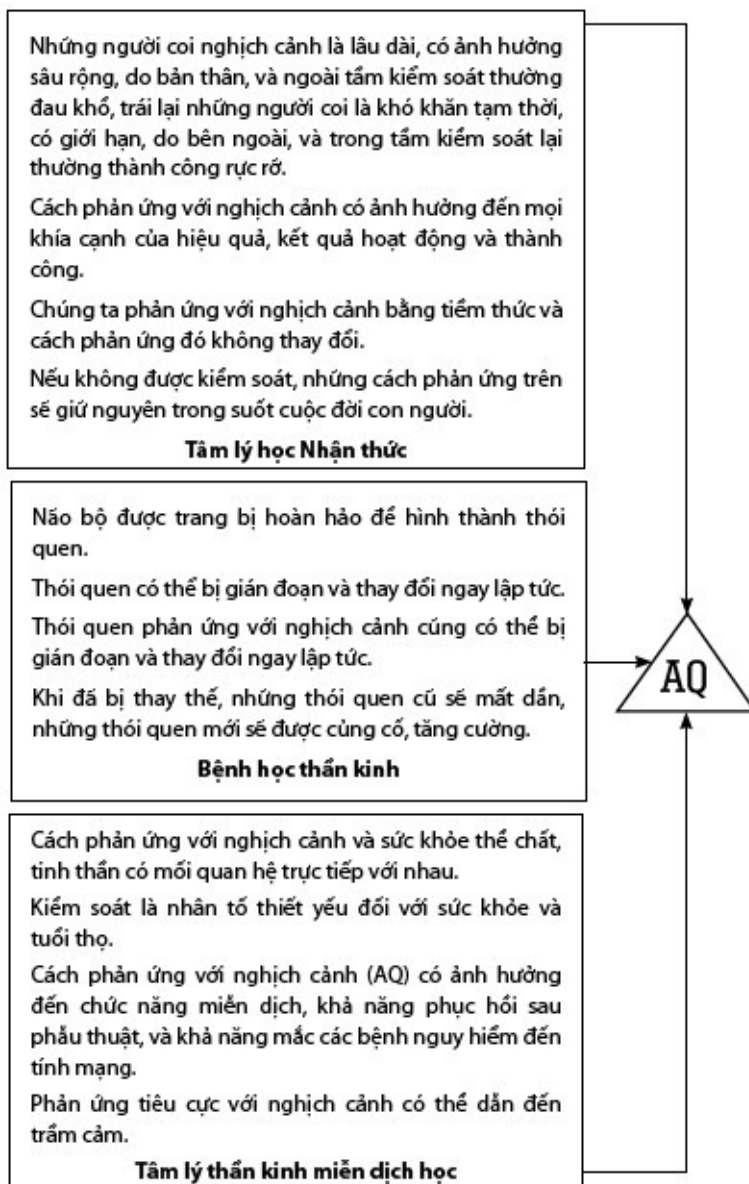 Những người coi nghịch cảnh là lâu dài, có ảnh hưởng
sâu rộng, do bản thân, và ngoài tầm kiểm soát thường
đau khổ, trái lại những người coi là khó khăn tạm thời,
có giới hạn, do bên ngoài, và trong tầm kiểm soát lại
thường thành công rực rỡ.
Cách phản ứng với nghịch cảnh có ảnh hưởng đến mọi
khía cạnh của hiệu quả, kết quả hoạt động và thành
công.
Chúng ta phản ứng với nghịch cảnh bằng tiềm thức và
cách phản ứng đó không thay đổi.
Nếu không được kiểm soát, những cách phản ứng trên
sẽ giữ nguyên trong suốt cuộc đời con người.
Tâm lý học Nhận thức
Não bộ được trang bị hoàn hảo để hình thành thói
quen.
Thói quen có thể bị gián đoạn và thay đổi ngay lập tức.
Thói quen phản ứng với nghịch cảnh cũng có thể bị
gián đoạn và thay đổi ngay lập tức.
Khi đã bị thay thế, những thói quen cũ sẽ mất dần,
những thói quen mới sẽ được củng cố, tăng cường.
Bệnh học thần kinh
AQ
Cách phản ứng với nghịch cảnh và sức khỏe thể chất,
tinh thần có mối quan hệ trực tiếp với nhau.
Kiểm soát là nhân tố thiết yếu đối với sức khỏe và
tuổi thọ.
Cách phản ứng với nghịch cảnh (AQ) có ảnh hưởng
đến chức năng miễn dịch, khả năng phục hồi sau
phẫu thuật, và khả năng mắc các bệnh nguy hiểm đến
tính mạng.
Phản ứng tiêu cực với nghịch cảnh có thể dẫn đến
trầm cảm.
Tâm lý thần kinh miễn dịch học